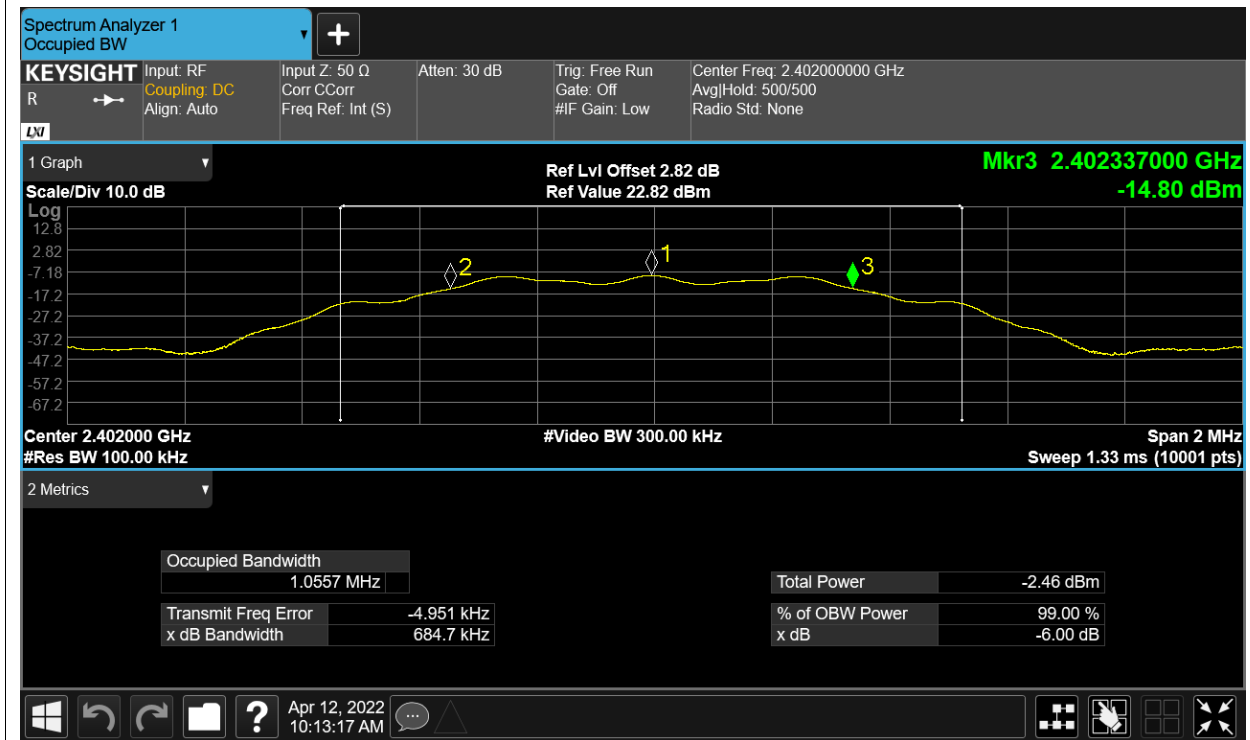 Spectrum Analyzer 1
Occupied BW
KEYSIGHT Input: RF Input Z: 50 Ω Atten: 30 dB Trig: Free Run Center Freq: 2.402000000 GHz
R Coupling: DC Corr CCorr Gate: Off Avg|Hold: 500/500
Align: Auto Freq Ref: Int (S) #IF Gain: Low Radio Std: None
LXI
1 Graph Ref Lvl Offset 2.82 dB Mkr3 2.402337000 GHz
Scale/Div 10.0 dB Ref Value 22.82 dBm -14.80 dBm
Log
12.8
2.82
-7.18
-17.2
-27.2
-37.2
-47.2
-57.2
-67.2
2 1 3
Center 2.402000 GHz #Video BW 300.00 kHz Span 2 MHz
#Res BW 100.00 kHz Sweep 1.33 ms (10001 pts)
2 Metrics
Occupied Bandwidth
1.0557 MHz Total Power -2.46 dBm
Transmit Freq Error -4.951 kHz % of OBW Power 99.00 %
x dB Bandwidth 684.7 kHz x dB -6.00 dB
? Apr 12, 2022
10:13:17 AM